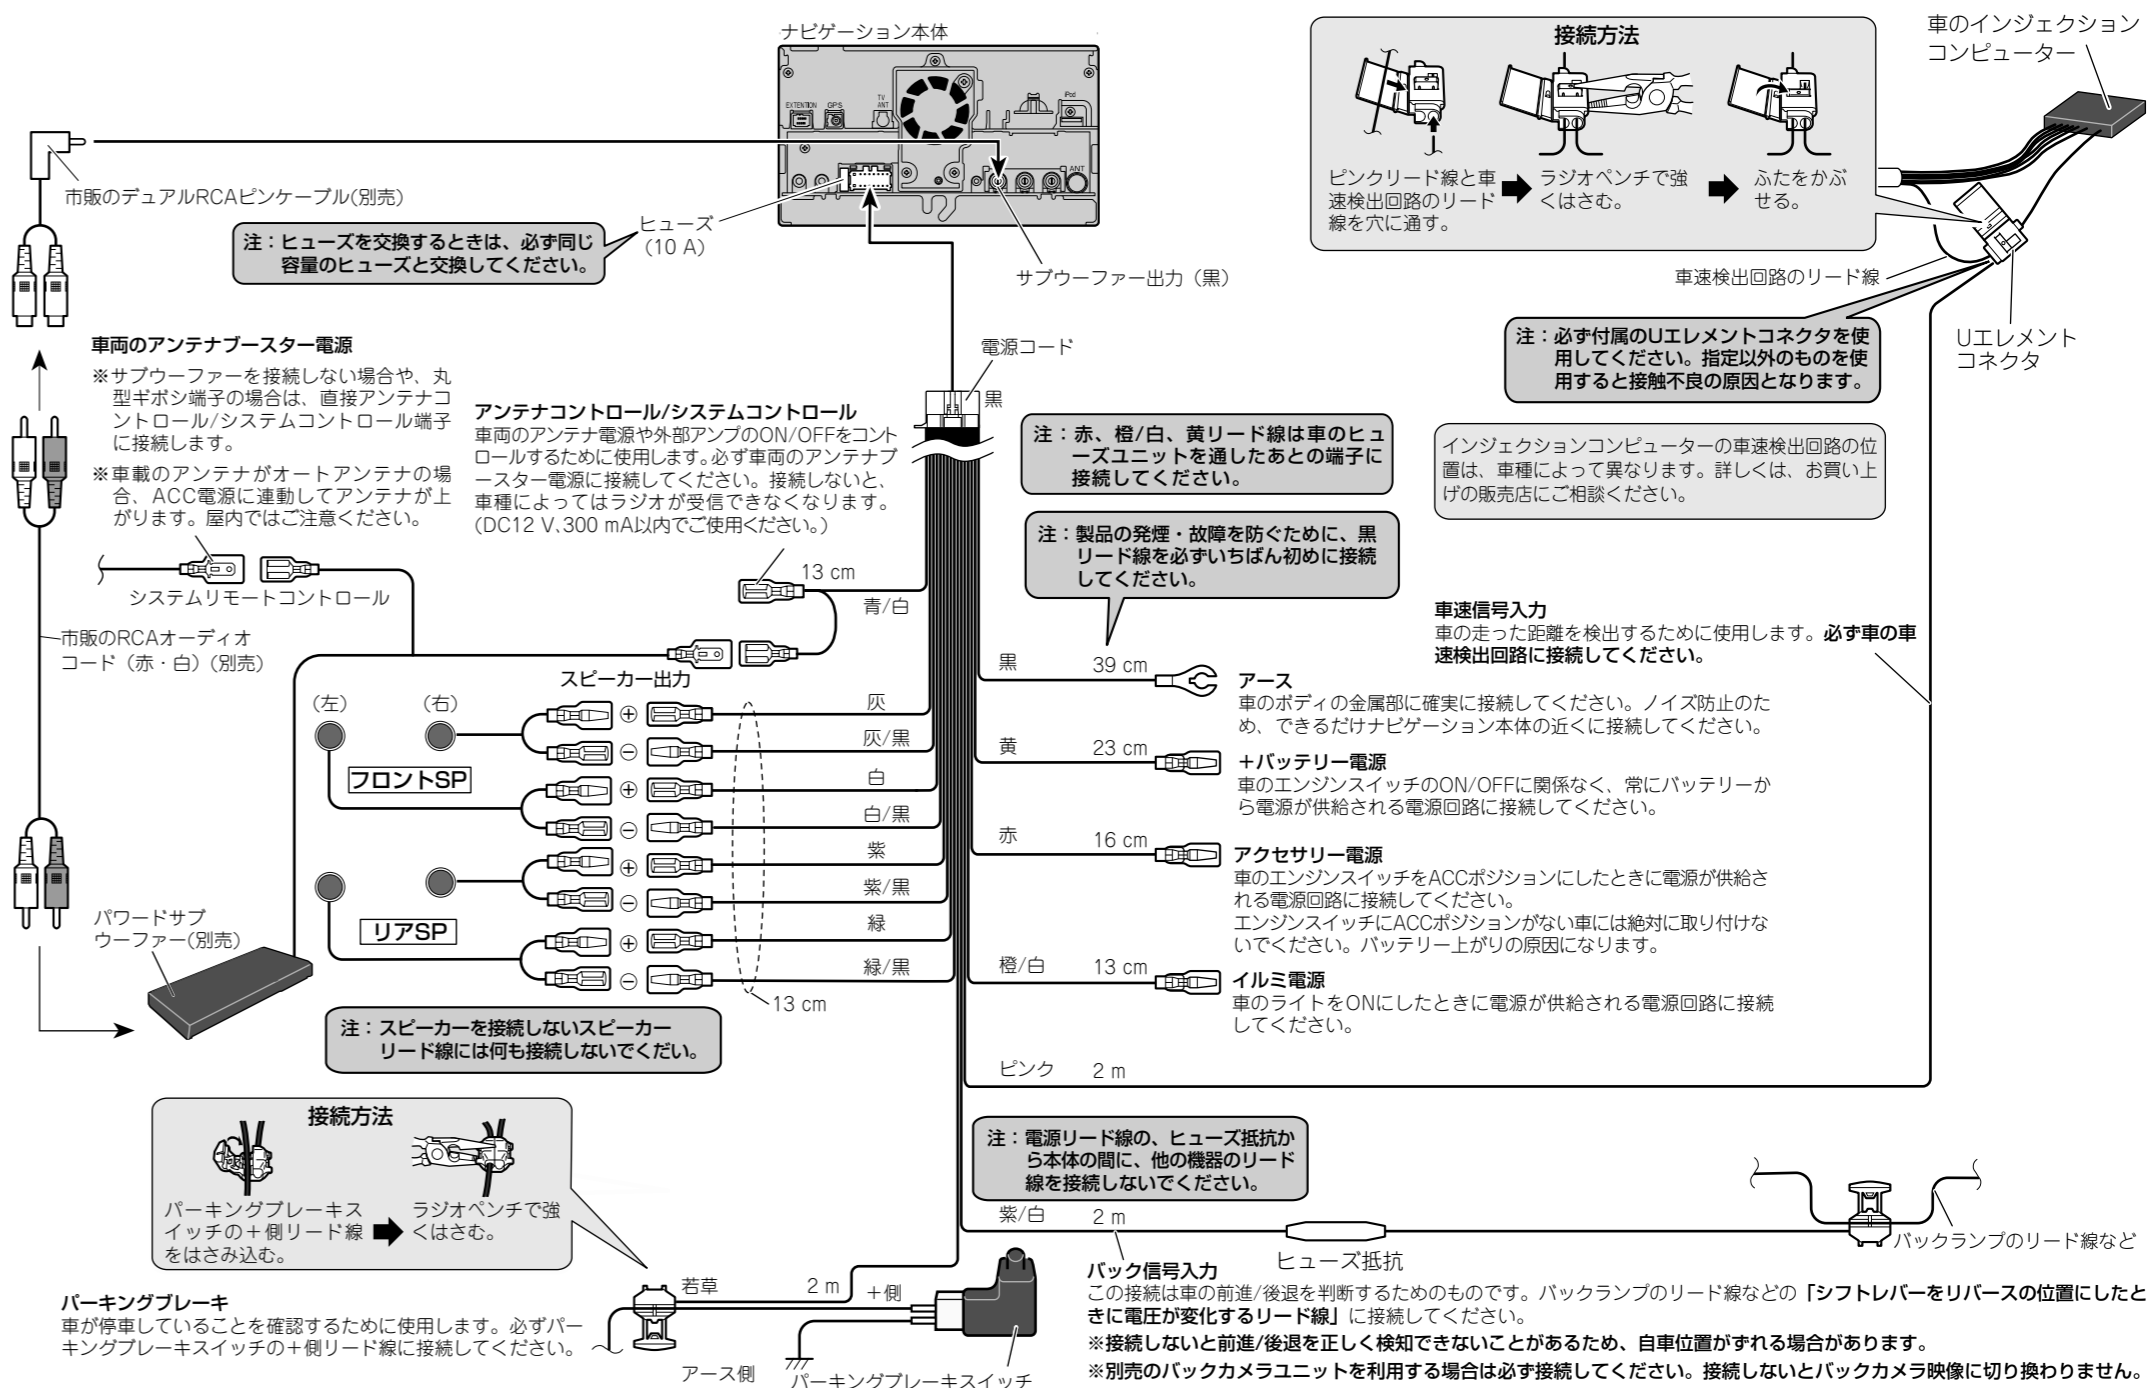 ナビゲーション本体
EXTENTION
GPS
TV
ANT
iPod
ANT
市販のデュアルRCAピンケーブル(別売)
注：ヒューズを交換するときは、必ず同じ
容量のヒューズと交換してください。
ヒューズ
(10 A)
サブウーファー出力（黒）
接続方法
ピンクリード線と車
速検出回路のリード
線を穴に通す。
ラジオペンチで強
くはさむ。
ふたをかぶ
せる。
車のインジェクション
コンピューター
車速検出回路のリード線
注：必ず付属のUエレメントコネクタを使
用してください。指定以外のものを使
用すると接触不良の原因となります。
Uエレメント
コネクタ
インジェクションコンピューターの車速検出回路の位
置は、車種によって異なります。詳しくは、お買い上
げの販売店にご相談ください。
車両のアンテナブースター電源
※サブウーファーを接続しない場合や、丸
型ギボシ端子の場合は、直接アンテナコ
ントロール/システムコントロール端子
に接続します。
※車載のアンテナがオートアンテナの場
合、ACC電源に連動してアンテナが上
がります。屋内ではご注意ください。
システムリモートコントロール
市販のRCAオーディオ
コード（赤・白）(別売)
アンテナコントロール/システムコントロール
車両のアンテナ電源や外部アンプのON/OFFをコント
ロールするために使用します。必ず車両のアンテナブ
ースター電源に接続してください。接続しないと、
車種によってはラジオが受信できなくなります。
(DC12 V、300 mA以内でご使用ください。)
電源コード
黒
13 cm
青/白
注：赤、橙/白、黄リード線は車のヒュ
ーズユニットを通したあとの端子に
接続してください。
注：製品の発煙・故障を防ぐために、黒
リード線を必ずいちばん初めに接続
してください。
車速信号入力
車の走った距離を検出するために使用します。必ず車の車
速検出回路に接続してください。
スピーカー出力
(左)
(右)
フロントSP
リアSP
⊕
灰
⊖
灰/黒
⊕
白
⊖
白/黒
⊕
紫
⊖
紫/黒
⊕
緑
⊖
緑/黒
13 cm
パワードサブ
ウーファー(別売)
注：スピーカーを接続しないスピーカー
リード線には何も接続しないでくだい。
黒 39 cm
アース
車のボディの金属部に確実に接続してください。ノイズ防止のた
め、できるだけナビゲーション本体の近くに接続してください。
黄 23 cm
＋バッテリー電源
車のエンジンスイッチのON/OFFに関係なく、常にバッテリーか
ら電源が供給される電源回路に接続してください。
赤 16 cm
アクセサリー電源
車のエンジンスイッチをACCポジションにしたときに電源が供給さ
れる電源回路に接続してください。
エンジンスイッチにACCポジションがない車には絶対に取り付けな
いでください。バッテリー上がりの原因になります。
橙/白 13 cm
イルミ電源
車のライトをONにしたときに電源が供給される電源回路に接続
してください。
ピンク 2 m
注：電源リード線の、ヒューズ抵抗か
ら本体の間に、他の機器のリード
線を接続しないでください。
紫/白 2 m
ヒューズ抵抗
バックランプのリード線など
バック信号入力
この接続は車の前進/後退を判断するためのものです。バックランプのリード線などの「シフトレバーをリバースの位置にしたと
きに電圧が変化するリード線」に接続してください。
※接続しないと前進/後退を正しく検知できないことがあるため、自車位置がずれる場合があります。
※別売のバックカメラユニットを利用する場合は必ず接続してください。接続しないとバックカメラ映像に切り換わりません。
接続方法
パーキングブレーキス
イッチの＋側リード線
をはさみ込む。
ラジオペンチで強
くはさむ。
パーキングブレーキ
車が停車していることを確認するために使用します。必ずパー
キングブレーキスイッチの＋側リード線に接続してください。
若草 2 m
＋側
アース側
パーキングブレーキスイッチ